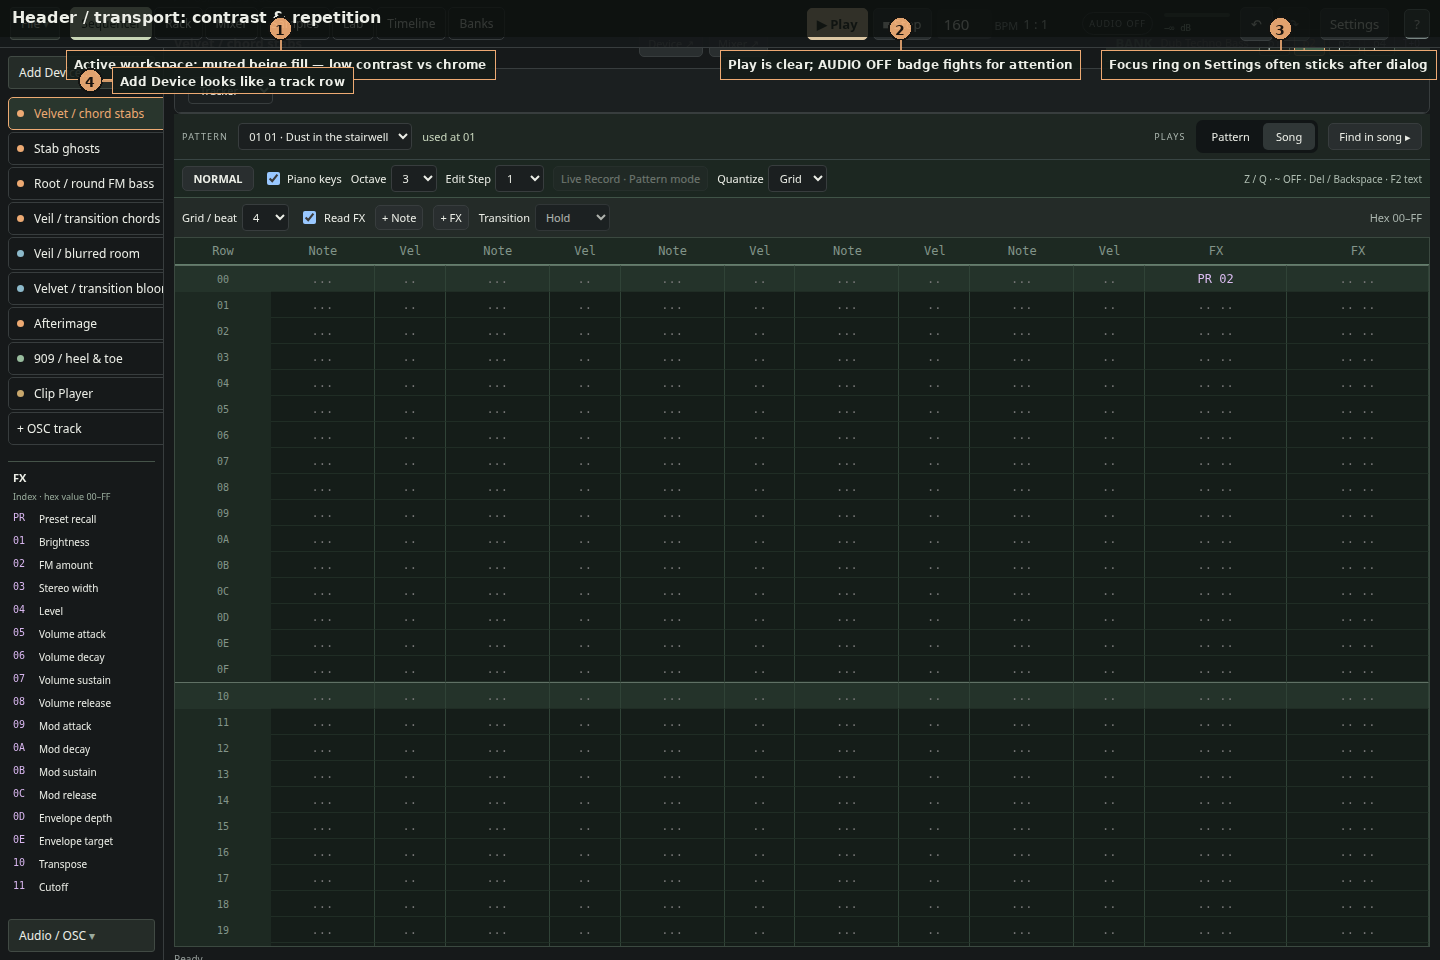 Header / transport: contrast & repetition
Timeline
Banks
▶ Play
160
BPM 1 : 1
AUDIO OFF
dB
Settings
?
1
2
3
4
Active workspace: muted beige fill — low contrast vs chrome
Play is clear; AUDIO OFF badge fights for attention
Focus ring on Settings often sticks after dialog
Add Device looks like a track row
Velvet / chord stabs
Stab ghosts
Root / round FM bass
Veil / transition chords
Veil / blurred room
Velvet / transition bloo
Afterimage
909 / heel & toe
Clip Player
+ OSC track
FX
Index · hex value 00–FF
PR Preset recall
01 Brightness
02 FM amount
03 Stereo width
04 Level
05 Volume attack
06 Volume decay
07 Volume sustain
08 Volume release
09 Mod attack
0A Mod decay
0B Mod sustain
0C Mod release
0D Envelope depth
0E Envelope target
10 Transpose
11 Cutoff
Audio / OSC ▾
PATTERN 01 01 · Dust in the stairwell used at 01 PLAYS Pattern Song Find in song ▸
NORMAL Piano keys Octave 3 Edit Step 1 Live Record · Pattern mode Quantize Grid Z / Q · ~ OFF · Del / Backspace · F2 text
Grid / beat 4 Read FX + Note + FX Transition Hold Hex 00–FF
Row Note Vel Note Vel Note Vel Note Vel Note Vel FX FX
00 ... .. ... .. ... .. ... .. ... .. PR 02 .. ..
01 ... .. ... .. ... .. ... .. ... .. .. .. .. ..
02 ... .. ... .. ... .. ... .. ... .. .. .. .. ..
03 ... .. ... .. ... .. ... .. ... .. .. .. .. ..
04 ... .. ... .. ... .. ... .. ... .. .. .. .. ..
05 ... .. ... .. ... .. ... .. ... .. .. .. .. ..
06 ... .. ... .. ... .. ... .. ... .. .. .. .. ..
07 ... .. ... .. ... .. ... .. ... .. .. .. .. ..
08 ... .. ... .. ... .. ... .. ... .. .. .. .. ..
09 ... .. ... .. ... .. ... .. ... .. .. .. .. ..
0A ... .. ... .. ... .. ... .. ... .. .. .. .. ..
0B ... .. ... .. ... .. ... .. ... .. .. .. .. ..
0C ... .. ... .. ... .. ... .. ... .. .. .. .. ..
0D ... .. ... .. ... .. ... .. ... .. .. .. .. ..
0E ... .. ... .. ... .. ... .. ... .. .. .. .. ..
0F ... .. ... .. ... .. ... .. ... .. .. .. .. ..
10 ... .. ... .. ... .. ... .. ... .. .. .. .. ..
11 ... .. ... .. ... .. ... .. ... .. .. .. .. ..
12 ... .. ... .. ... .. ... .. ... .. .. .. .. ..
13 ... .. ... .. ... .. ... .. ... .. .. .. .. ..
14 ... .. ... .. ... .. ... .. ... .. .. .. .. ..
15 ... .. ... .. ... .. ... .. ... .. .. .. .. ..
16 ... .. ... .. ... .. ... .. ... .. .. .. .. ..
17 ... .. ... .. ... .. ... .. ... .. .. .. .. ..
18 ... .. ... .. ... .. ... .. ... .. .. .. .. ..
19 ... .. ... .. ... .. ... .. ... .. .. .. .. ..
Ready